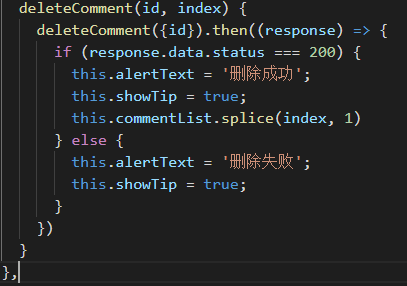 deleteComment(id, index) {
deleteComment({id}).then((response) => {
if (response.data.status === 200) {
this.alertText = '删除成功';
this.showTip = true;
this.commentList.splice(index, 1)
} else {
this.alertText = '删除失败';
this.showTip = true;
}
})
}
},